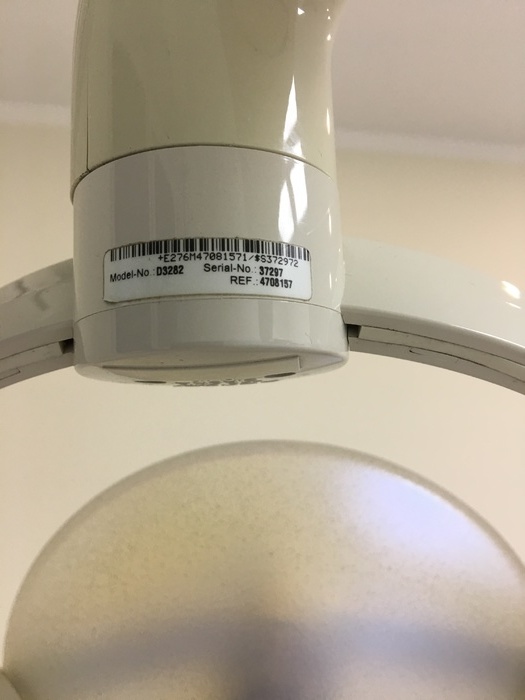 +E276M47081571/$S372972
Model-No.: D3282 Serial-No.: 37297
REF.: 4708157